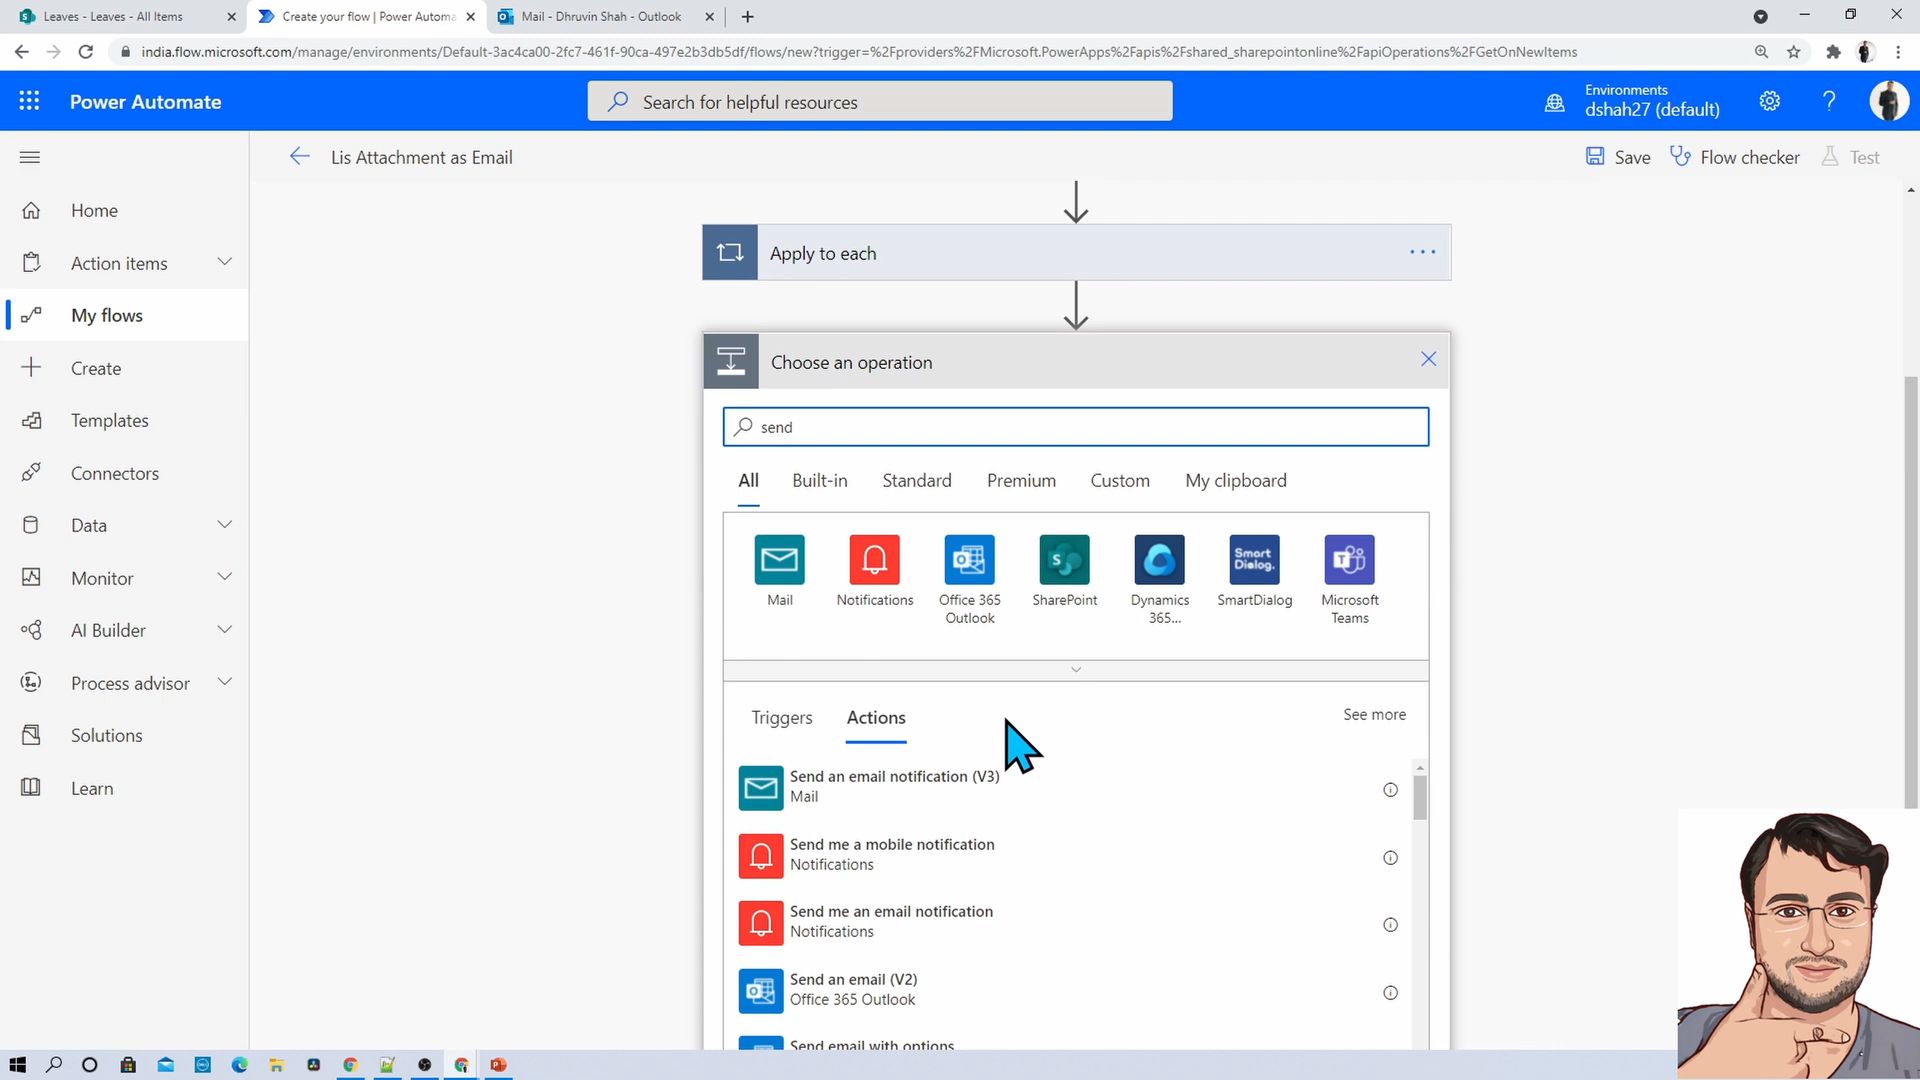 Leaves - Leaves - All Items
Create your flow | Power Automa
Mail - Dhruvin Shah - Outlook
india.flow.microsoft.com/manage/environments/Default-3ac4ca00-2fc7-461f-90ca-497e2b3db5df/flows/new?trigger=%2Fproviders%2FMicrosoft.PowerApps%2Fapis%2Fshared_sharepointonline%2FapiOperations%2FGetOnNewItems
Power Automate
Search for helpful resources
Environments
dshah27 (default)
Lis Attachment as Email
Save
Flow checker
Test
Home
Action items
My flows
Create
Templates
Connectors
Data
Monitor
AI Builder
Process advisor
Solutions
Learn
Apply to each
Choose an operation
send
All
Built-in
Standard
Premium
Custom
My clipboard
Mail
Notifications
Office 365
Outlook
SharePoint
Dynamics
365...
Smart
Dialog.
SmartDialog
Microsoft
Teams
Triggers
Actions
See more
Send an email notification (V3)
Mail
Send me a mobile notification
Notifications
Send me an email notification
Notifications
Send an email (V2)
Office 365 Outlook
Send email with options